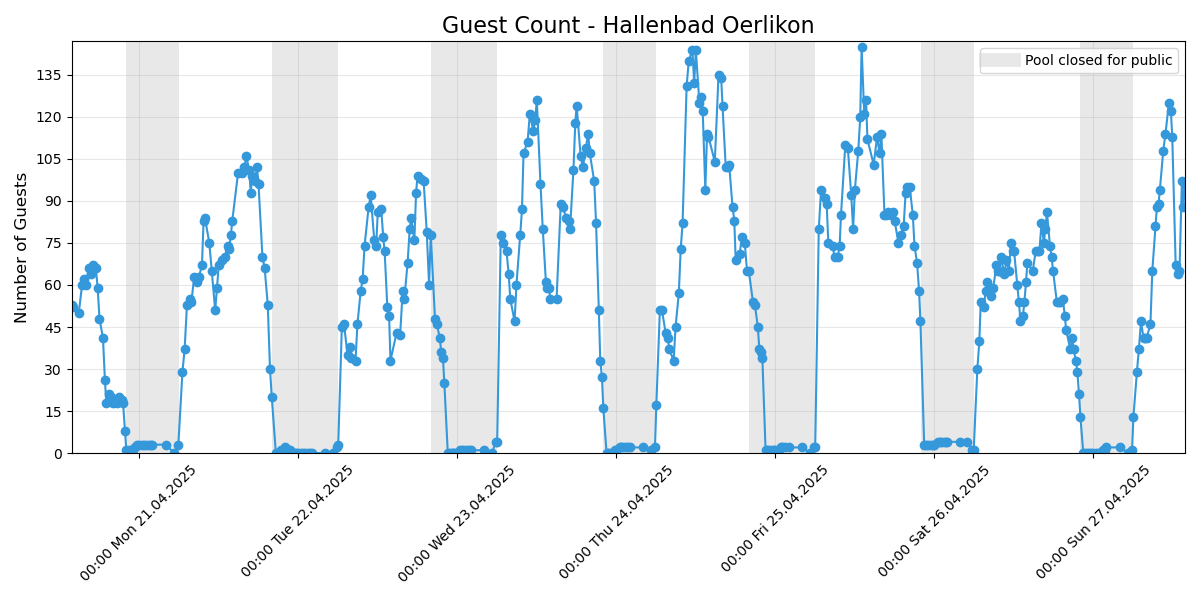 Guest Count - Hallenbad Oerlikon
Pool closed for public
Number of Guests
135
120
105
90
75
60
45
30
15
0
00:00 Mon 21.04.2025
00:00 Tue 22.04.2025
00:00 Wed 23.04.2025
00:00 Thu 24.04.2025
00:00 Fri 25.04.2025
00:00 Sat 26.04.2025
00:00 Sun 27.04.2025